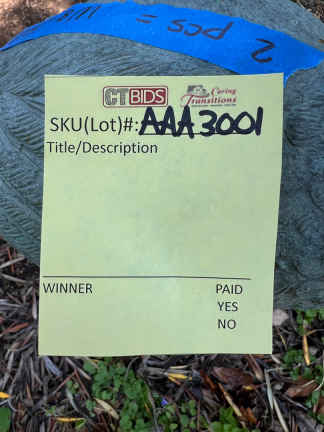 2 pcs =
CTBIDS
Caring
Transitions
SKU(Lot)#:AAA3001
Title/Description
WINNER
PAID
YES
NO